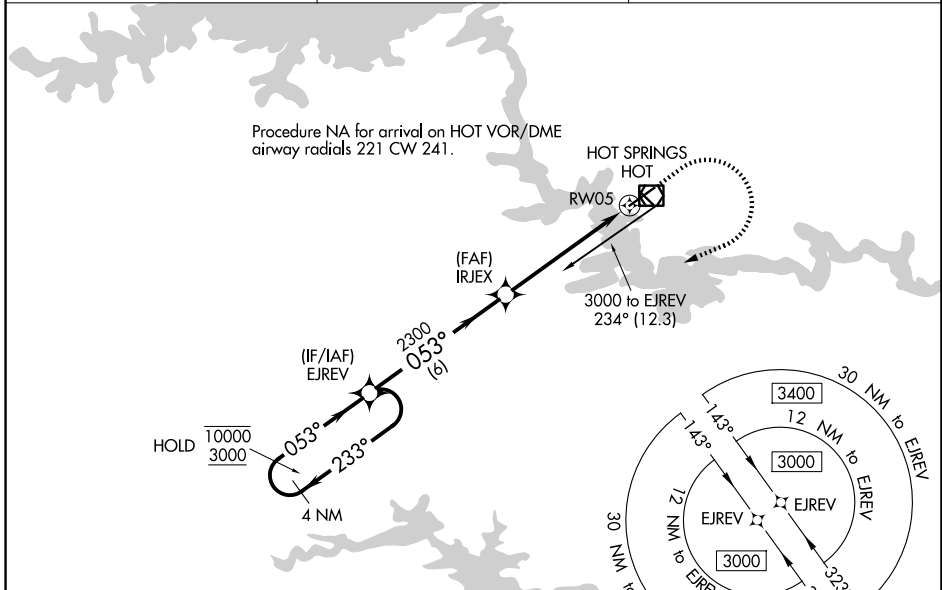 Procedure NA for arrival on HOT VOR/DME
airway radials 221 CW 241.
HOT SPRINGS
HOT
RW05
(FAF)
IRJEX
3000 to EJREV
234° (12.3)
2300
053°
(6)
(IF/IAF)
EJREV
HOLD
10000
3000
053°
233°
4 NM
30 NM to EJREV
3400
143°
12 NM to EJREV
3000
EJREV
323°
143°
EJREV
12 NM to EJRE
3000
30 NM to